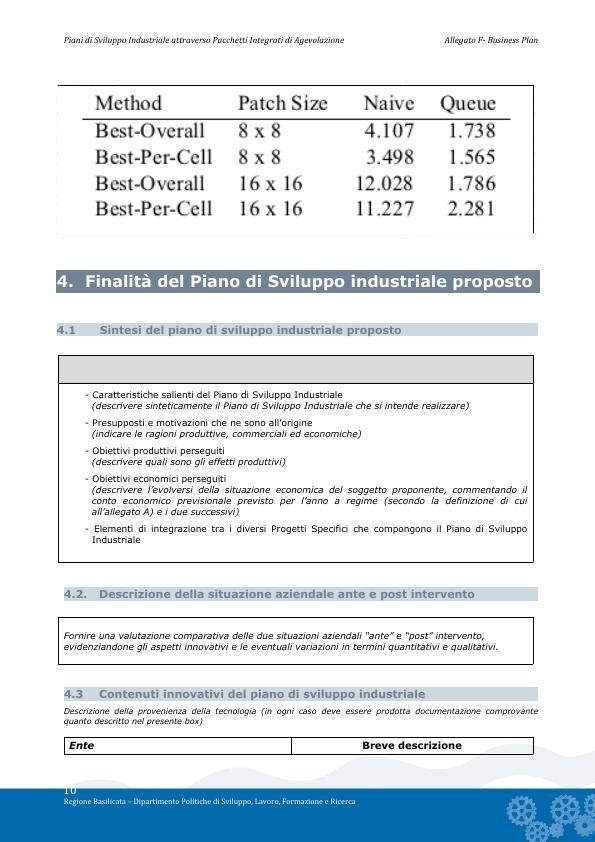 Piani di Sviluppo Industriale attraverso Pacchetti Integrati di Agevolazione Allegato F- Business Plan
Method Patch Size Naive Queue
Best-Overall 8 x 8 4.107 1.738
Best-Per-Cell 8 x 8 3.498 1.565
Best-Overall 16 x 16 12.028 1.786
Best-Per-Cell 16 x 16 11.227 2.281
4. Finalità del Piano di Sviluppo industriale proposto
4.1 Sintesi del piano di sviluppo industriale proposto
- Caratteristiche salienti del Piano di Sviluppo Industriale
(descrivere sinteticamente il Piano di Sviluppo Industriale che si intende realizzare)
- Presupposti e motivazioni che ne sono all’origine
(indicare le ragioni produttive, commerciali ed economiche)
- Obiettivi produttivi perseguiti
(descrivere quali sono gli effetti produttivi)
- Obiettivi economici perseguiti
(descrivere l’evolversi della situazione economica del soggetto proponente, commentando il
conto economico previsionale previsto per l’anno a regime (secondo la definizione di cui
all’allegato A) e i due successivi)
- Elementi di integrazione tra i diversi Progetti Specifici che compongono il Piano di Sviluppo
Industriale
4.2. Descrizione della situazione aziendale ante e post intervento
Fornire una valutazione comparativa delle due situazioni aziendali “ante” e “post” intervento,
evidenziandone gli aspetti innovativi e le eventuali variazioni in termini quantitativi e qualitativi.
4.3 Contenuti innovativi del piano di sviluppo industriale
Descrizione della provenienza della tecnologia (in ogni caso deve essere prodotta documentazione comprovante
quanto descritto nel presente box)
Ente Breve descrizione
10
Regione Basilicata – Dipartimento Politiche di Sviluppo, Lavoro, Formazione e Ricerca